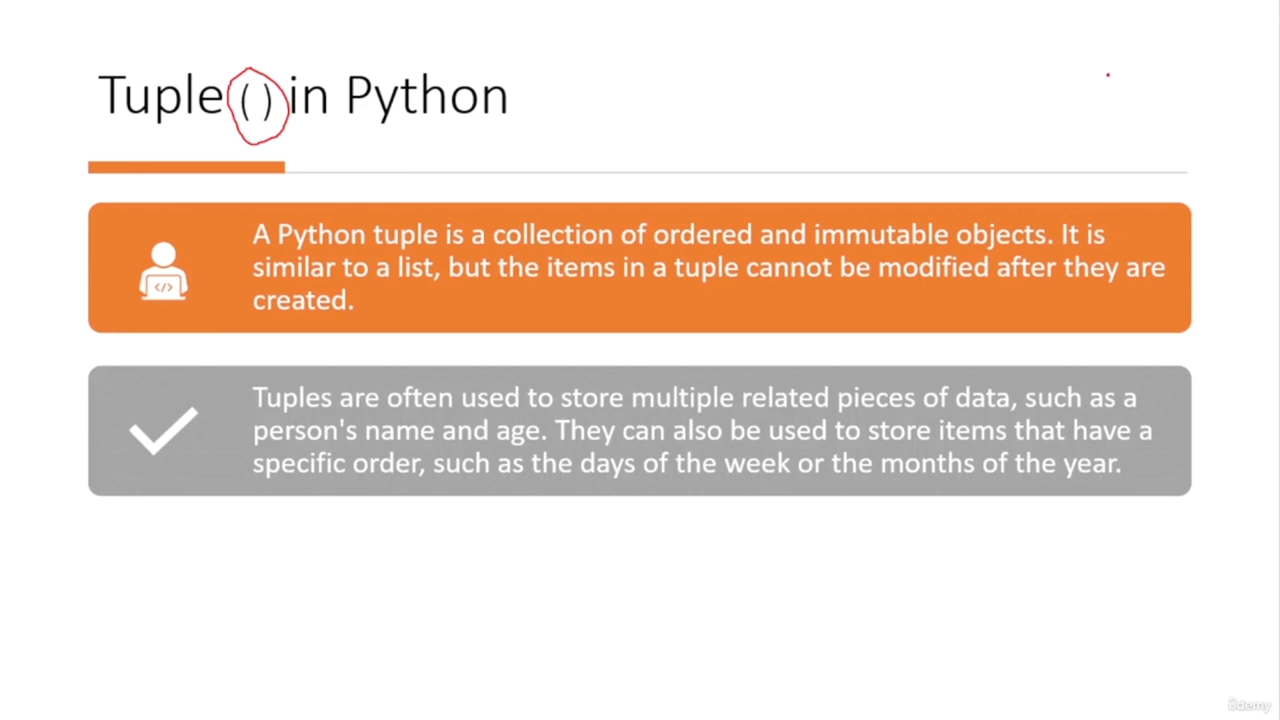 Tuple () in Python
A Python tuple is a collection of ordered and immutable objects. It is
similar to a list, but the items in a tuple cannot be modified after they are
created.
</>
Tuples are often used to store multiple related pieces of data, such as a
person's name and age. They can also be used to store items that have a
specific order, such as the days of the week or the months of the year.
ûdemy